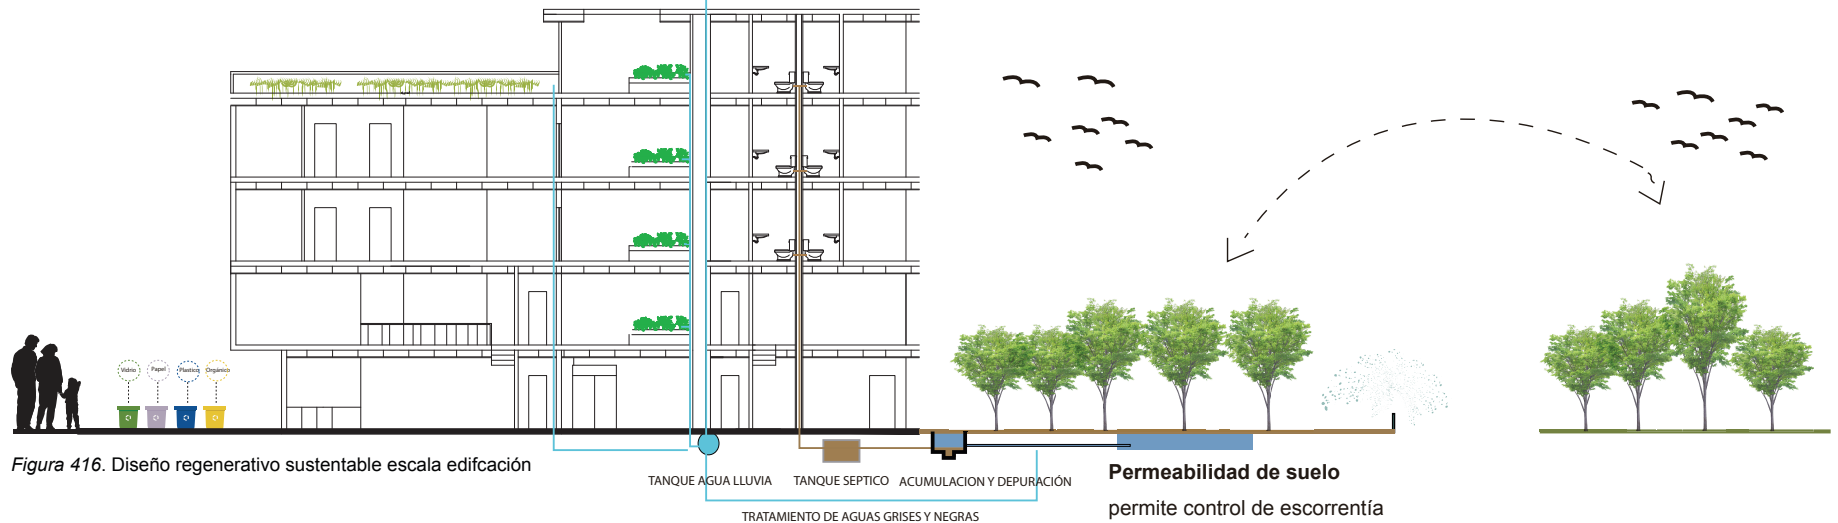 Vidrio
Papel
Plastico
Orgánico
Figura 416. Diseño regenerativo sustentable escala edifcación
TANQUE AGUA LLUVIA
TANQUE SEPTICO
ACUMULACION Y DEPURACIÓN
TRATAMIENTO DE AGUAS GRISES Y NEGRAS
Permeabilidad de suelo
permite control de escorrentía